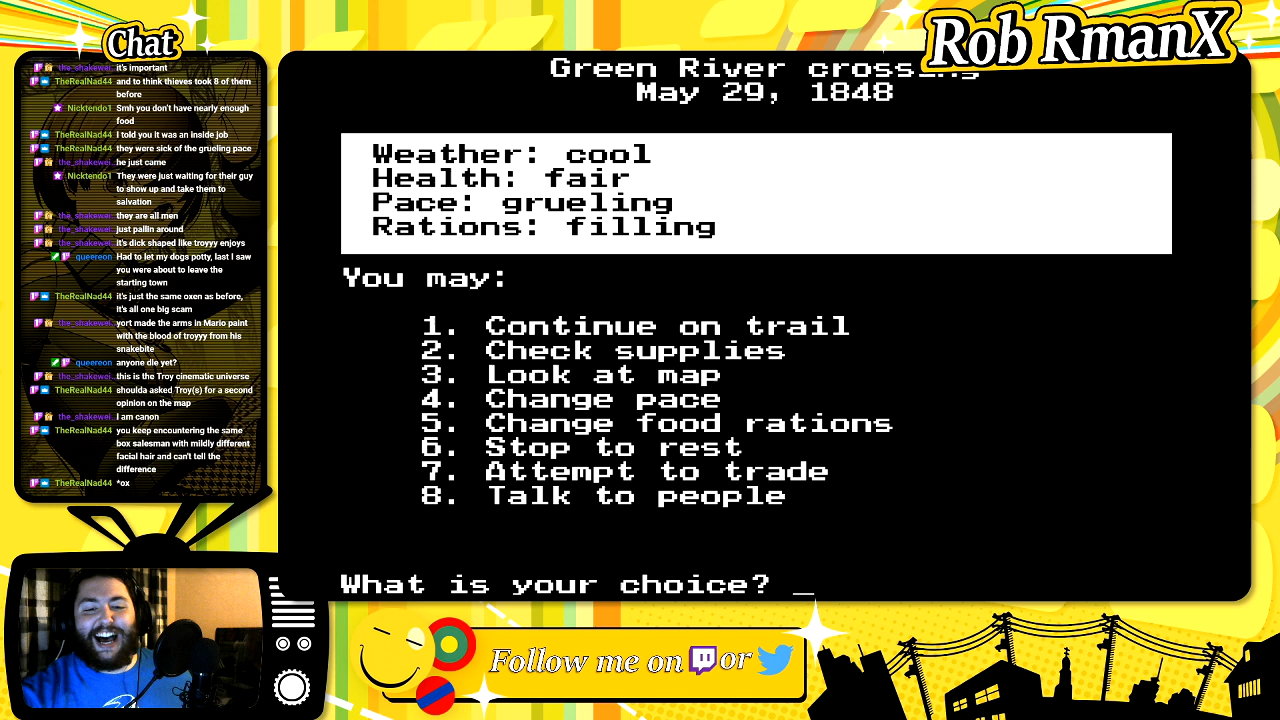 Chat
the_shakewei it's important
TheRealNad44 and to think thieves took 8 of them
before
Nicktendo1 Smh you don't have nearly enough
food
TheRealNad44 I told you it was an inside job
TheRealNad44 they were sick of the grueling pace
the_shakewei he just came
Nicktendo1 They were just waiting for their guy
to show up and take them to
salvation
the_shakewei they are all men
the_shakewei just pallin around
the_shakewei it's dick shaped like troyyy enjoys
queereon Had to let my dogs potty, last I saw
you were about to leave the
starting town
TheRealNad44 it's just the same oxen as before,
it's all one big scam
the_shakewei yort made the arms in Mario paint
with the blood of troyyy from his
snakebite
queereon anyone die yet?
the_shakewei this is the Troy cinematic universe
TheRealNad44 shoulda asked Troy(s) for a second
opinion on the map
the_shakewei I am canon
TheRealNad44 you keep encountering the same
box salesman with mildly different
facial hair and can't tell the
difference
TheRealNad44 *ox
Rob RmanX
Green River crossing
May 29, 1848
Weather: cool
Health: fair
Pace: grueling
Rations: filling
You may:
1. Continue on trail
2. Check supplies
3. Look at map
4. Change pace
5. Change food rations
6. Stop to rest
7. Attempt to trade
8. Talk to people
What is your choice? _
Follow me on or